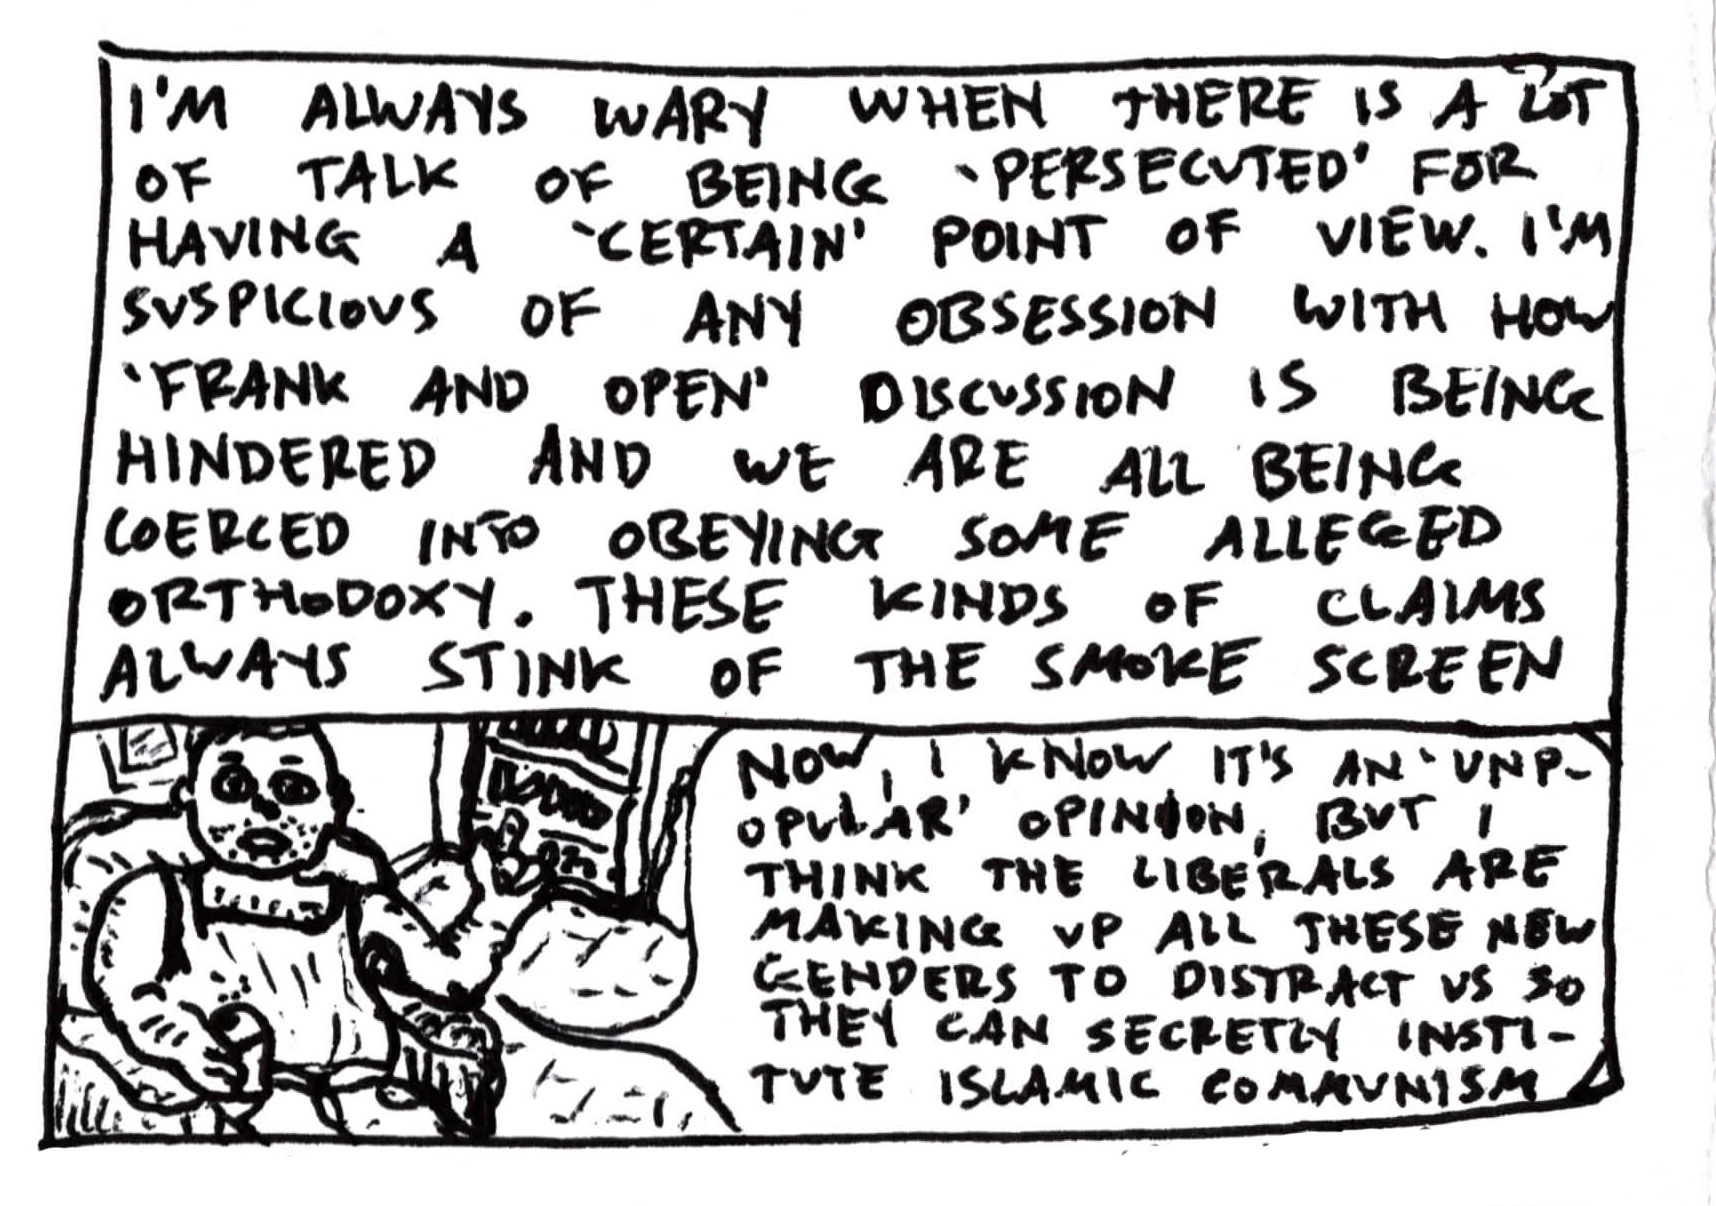 I'M ALWAYS WARY WHEN THERE IS A LOT
OF TALK OF BEING 'PERSECUTED' FOR
HAVING A 'CERTAIN' POINT OF VIEW. I'M
SUSPICIOUS OF ANY OBSESSION WITH HOW
'FRANK AND OPEN' DISCUSSION IS BEING
HINDERED AND WE ARE ALL BEING
COERCED INTO OBEYING SOME ALLEGED
ORTHODOXY. THESE KINDS OF CLAIMS
ALWAYS STINK OF THE SMOKE SCREEN
NOW, I KNOW IT'S AN 'UNP-
OPULAR' OPINION, BUT I
THINK THE LIBERALS ARE
MAKING UP ALL THESE NEW
GENDERS TO DISTRACT US SO
THEY CAN SECRETLY INSTI-
TUTE ISLAMIC COMMUNISM